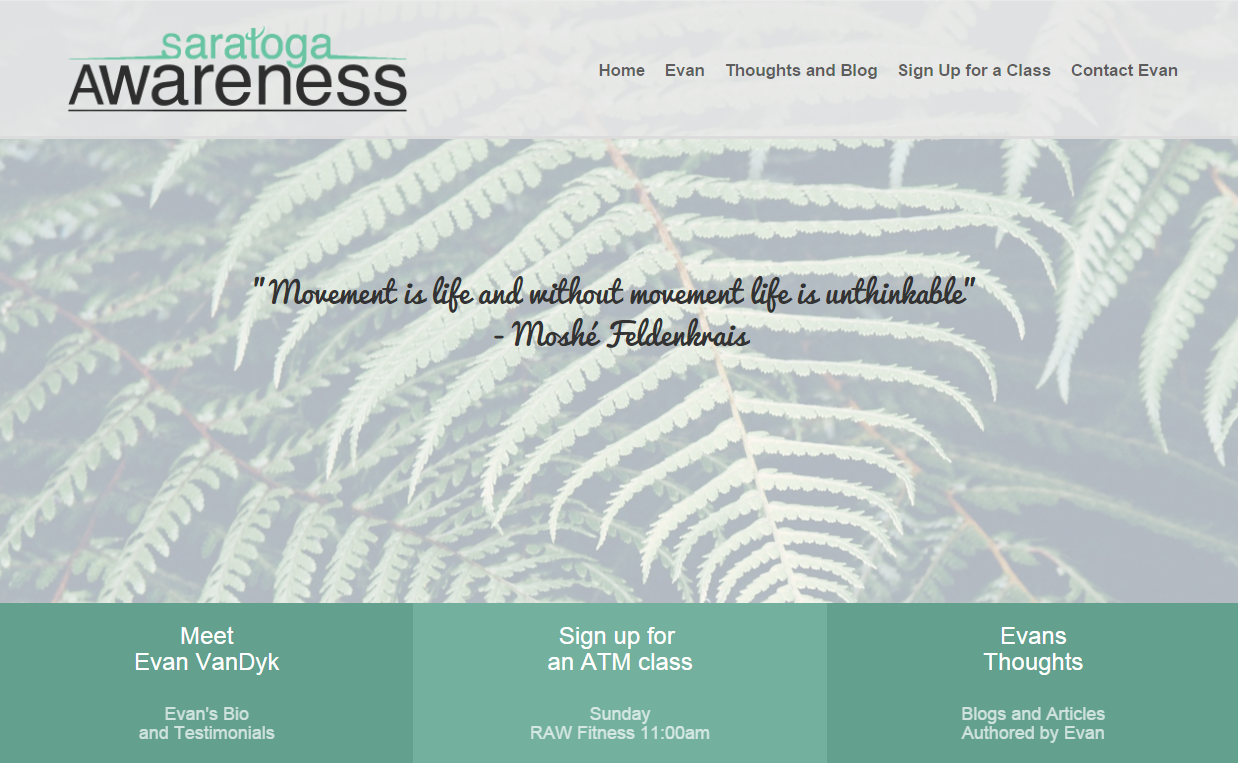 saratoga
AWARENESS
Home
Evan
Thoughts and Blog
Sign Up for a Class
Contact Evan
"Movement is life and without movement life is unthinkable"
- Moshé Feldenkrais
Meet
Evan VanDyk
Evan's Bio
and Testimonials
Sign up for
an ATM class
Sunday
RAW Fitness 11:00am
Evans
Thoughts
Blogs and Articles
Authored by Evan